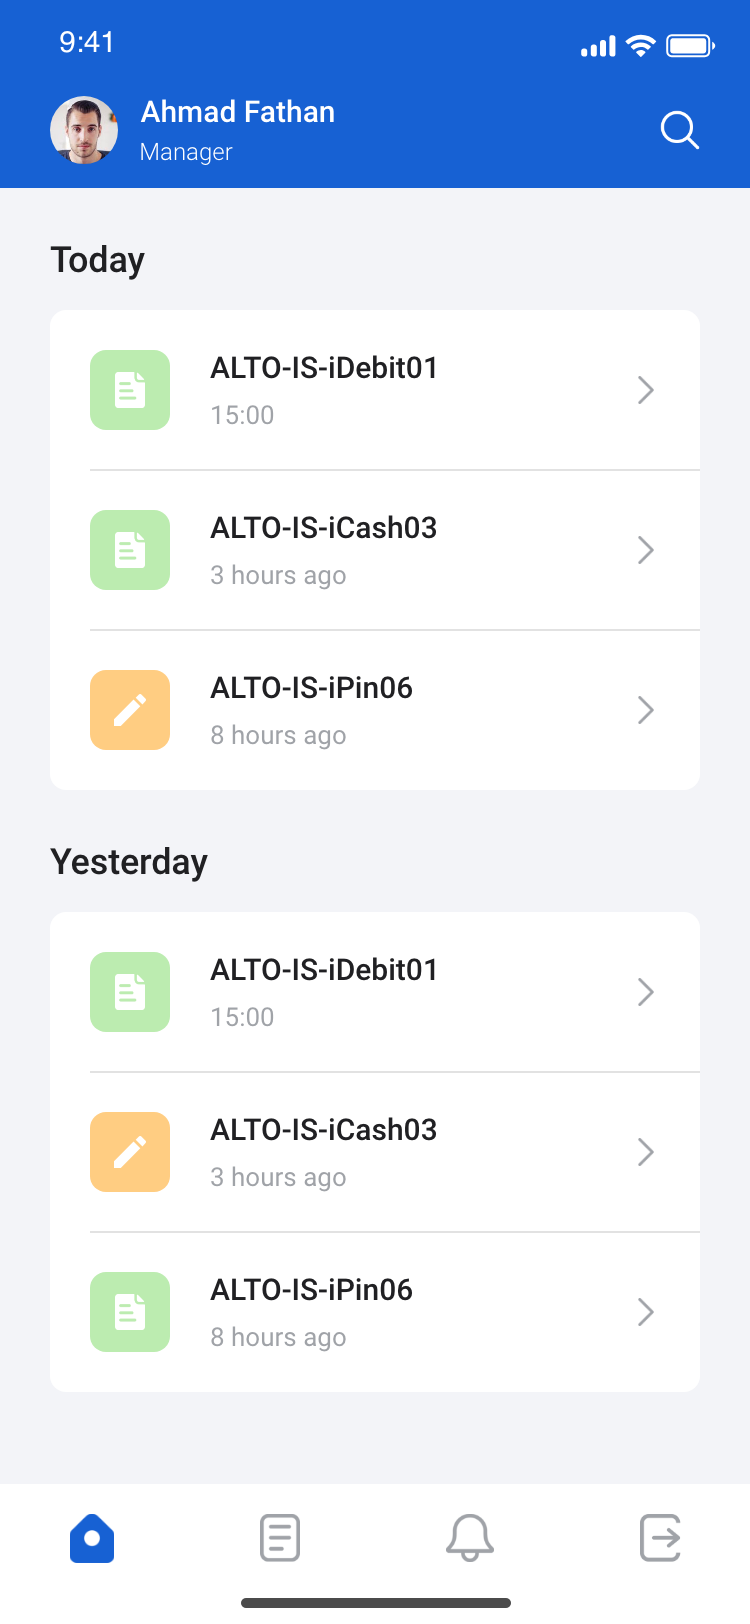 9:41
Ahmad Fathan
Manager
Today
ALTO-IS-iDebit01
15:00
ALTO-IS-iCash03
3 hours ago
ALTO-IS-iPin06
8 hours ago
Yesterday
ALTO-IS-iDebit01
15:00
ALTO-IS-iCash03
3 hours ago
ALTO-IS-iPin06
8 hours ago